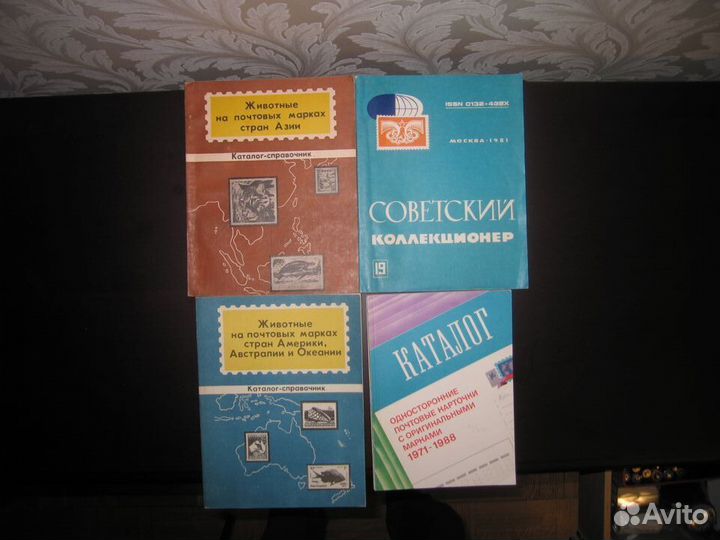 Животные
на почтовых марках
стран Азии
Каталог-справочник
ISSN 0132-432X
МОСКВА-1981
СОВЕТСКИЙ
КОЛЛЕКЦИОНЕР
19
Животные
на почтовых марках
стран Америки,
Австралии и Океании
Каталог-справочник
КАТАЛОГ
ОДНОСТОРОННИЕ
ПОЧТОВЫЕ КАРТОЧКИ
С ОРИГИНАЛЬНЫМИ
МАРКАМИ
1971-1988
Avito